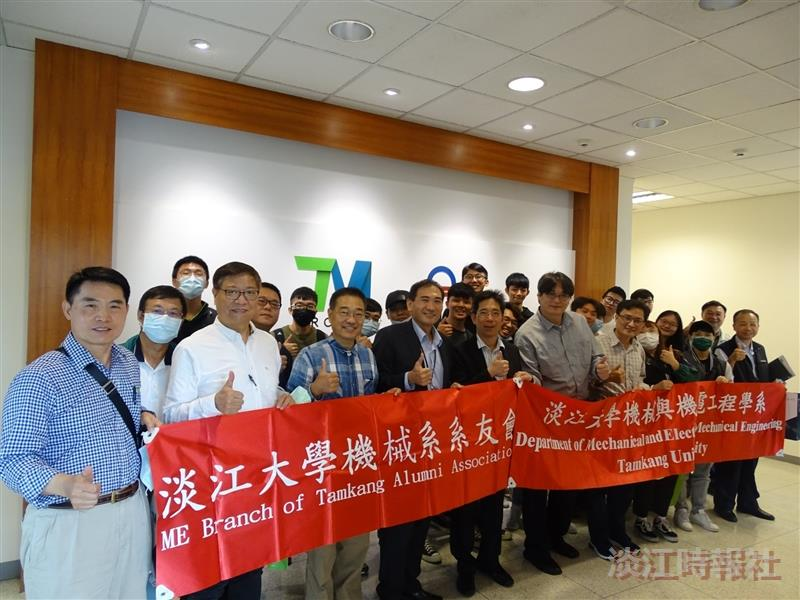 TM
淡江大學機械系系友會
ME Branch of Tamkang Alumni Association
淡江大學機械與機電工程學系
Department of Mechanical and Electro-Mechanical Engineering
Tamkang University
淡江時報社